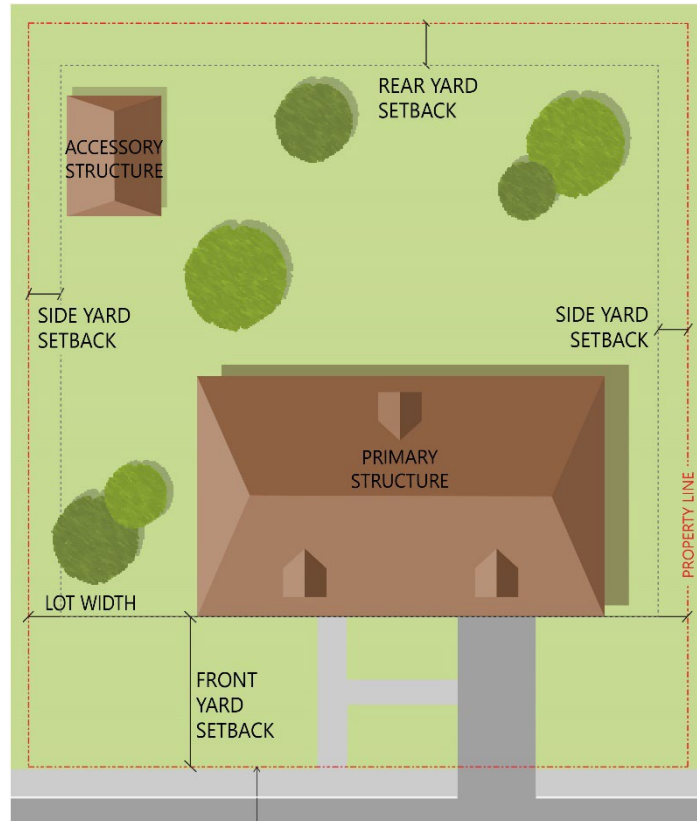 REAR YARD
SETBACK
ACCESSORY
STRUCTURE
SIDE YARD
SETBACK
SIDE YARD
SETBACK
PRIMARY
STRUCTURE
PROPERTY LINE
LOT WIDTH
FRONT
YARD
SETBACK